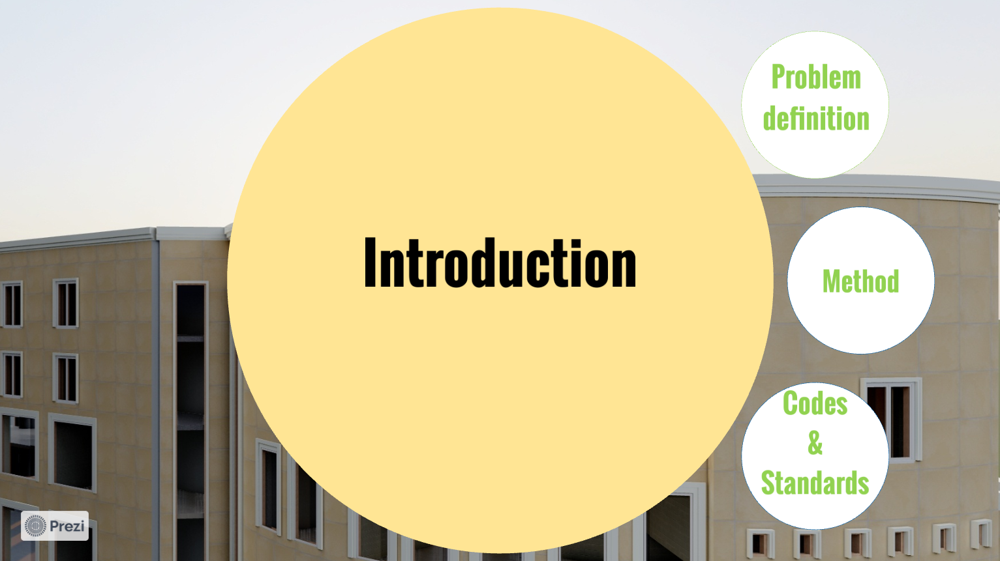 Introduction
Problem
definition
Method
Codes
&
Standards
Prezi